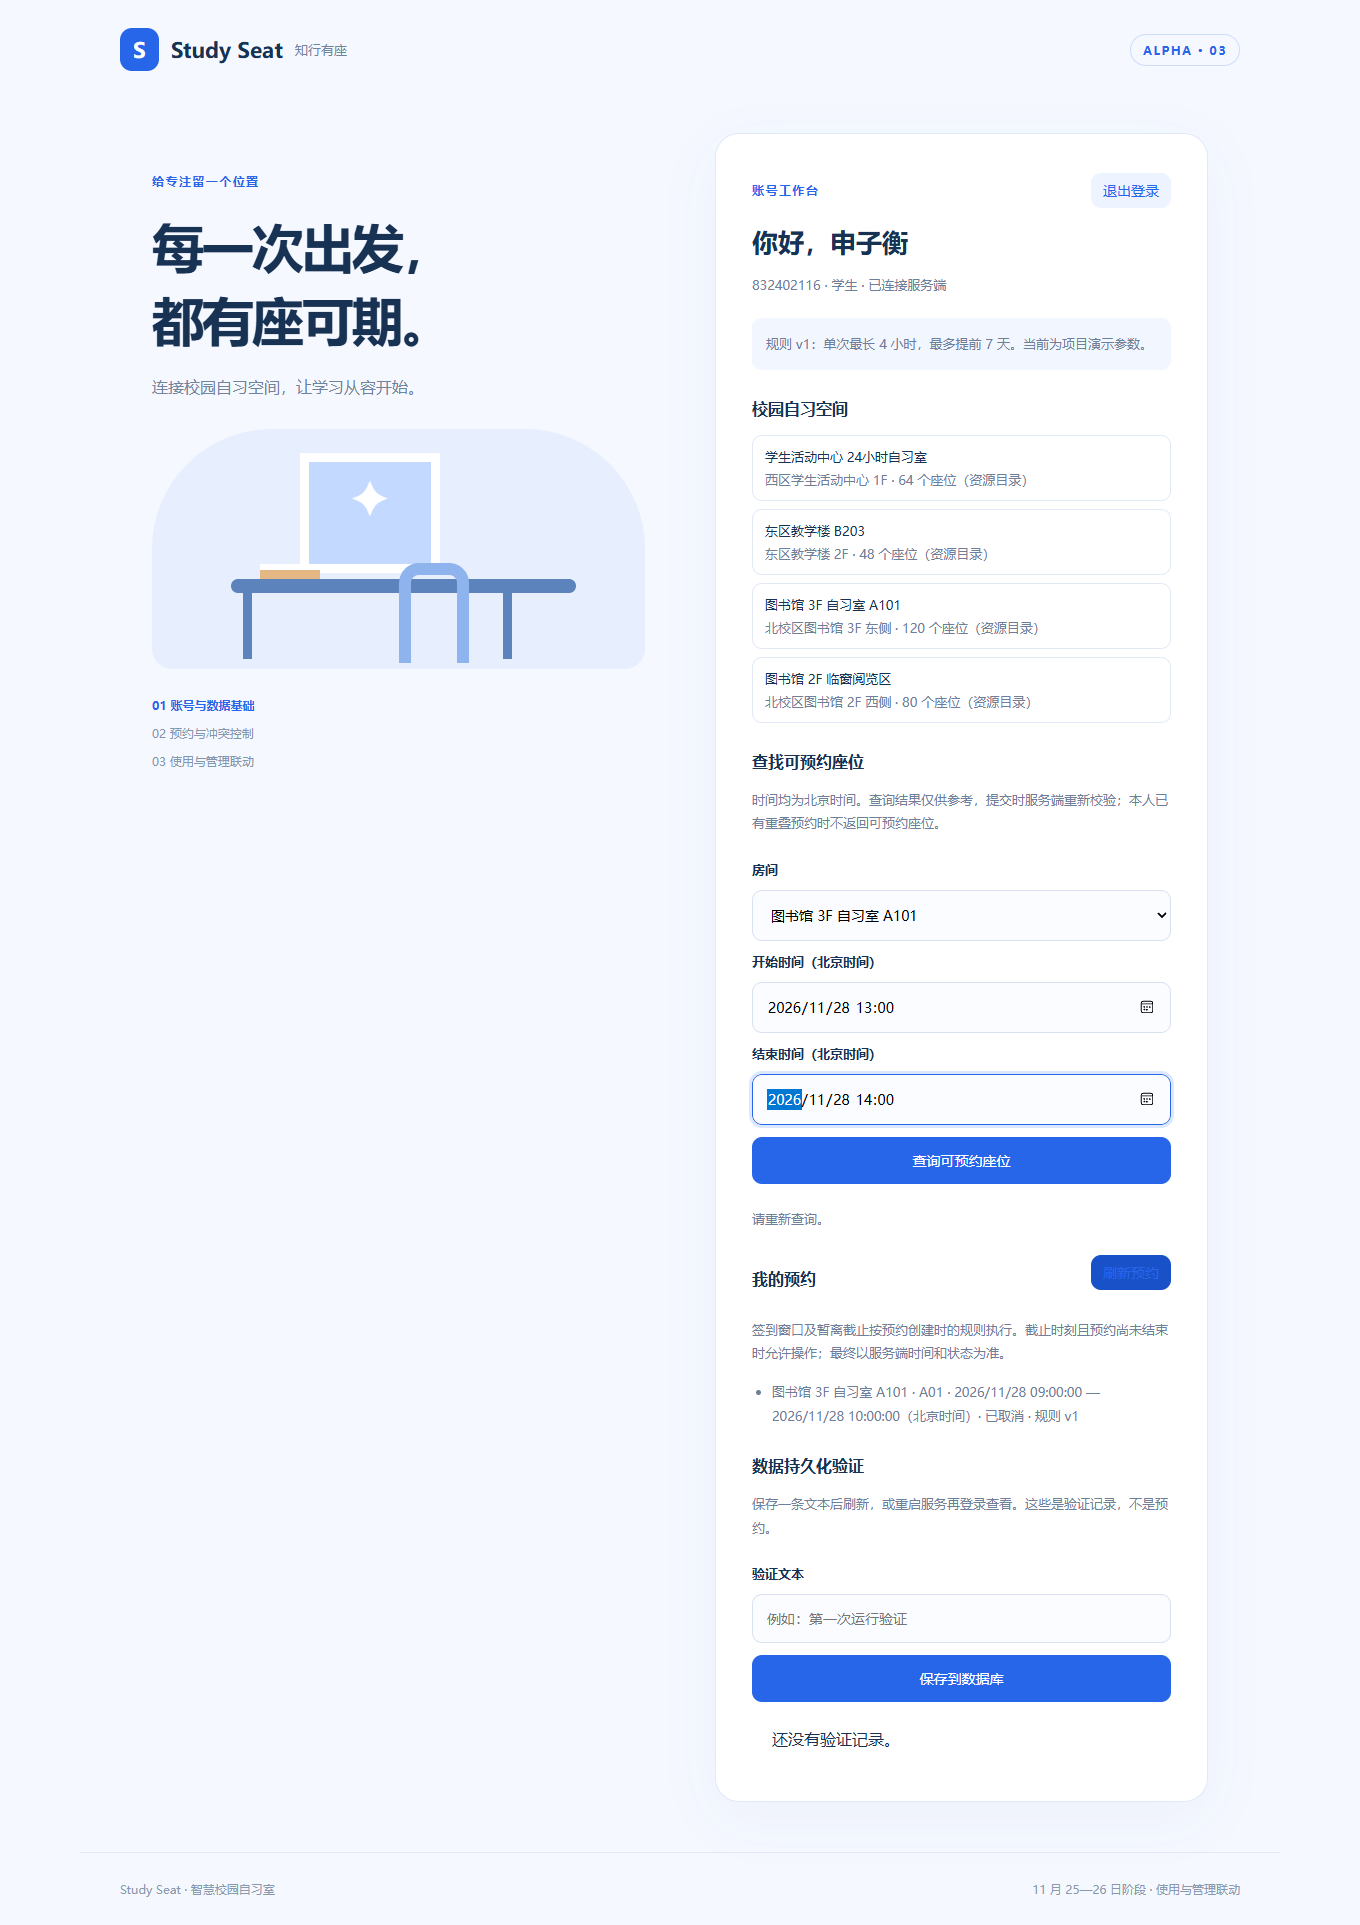 S Study Seat 知行有座
ALPHA • 03
给专注留一个位置
每一次出发，
都有座可期。
连接校园自习空间，让学习从容开始。
01 账号与数据基础
02 预约与冲突控制
03 使用与管理联动
账号工作台
退出登录
你好，申子衡
832402116 · 学生 · 已连接服务端
规则 v1：单次最长 4 小时，最多提前 7 天。当前为项目演示参数。
校园自习空间
学生活动中心 24小时自习室
西区学生活动中心 1F · 64 个座位（资源目录）
东区教学楼 B203
东区教学楼 2F · 48 个座位（资源目录）
图书馆 3F 自习室 A101
北校区图书馆 3F 东侧 · 120 个座位（资源目录）
图书馆 2F 临窗阅览区
北校区图书馆 2F 西侧 · 80 个座位（资源目录）
查找可预约座位
时间均为北京时间。查询结果仅供参考，提交时服务端重新校验；本人已
有重叠预约时不返回可预约座位。
房间
图书馆 3F 自习室 A101
开始时间（北京时间）
2026/11/28 13:00
结束时间（北京时间）
2026/11/28 14:00
查询可预约座位
请重新查询。
我的预约
刷新预约
签到窗口及暂离截止按预约创建时的规则执行。截止时刻且预约尚未结束
时允许操作；最终以服务端时间和状态为准。
图书馆 3F 自习室 A101 · A01 · 2026/11/28 09:00:00 —
2026/11/28 10:00:00（北京时间）· 已取消 · 规则 v1
数据持久化验证
保存一条文本后刷新，或重启服务再登录查看。这些是验证记录，不是预
约。
验证文本
例如：第一次运行验证
保存到数据库
还没有验证记录。
Study Seat · 智慧校园自习室
11 月 25—26 日阶段 · 使用与管理联动